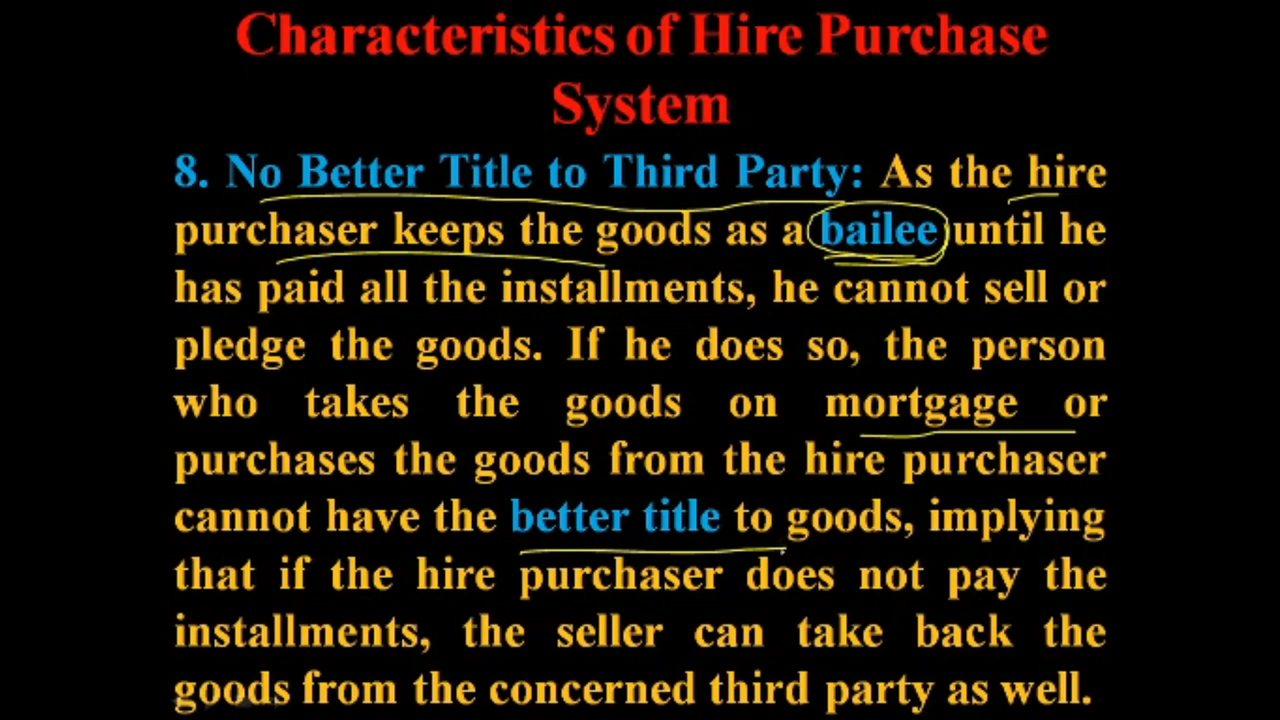 Characteristics of Hire Purchase
System
8. No Better Title to Third Party: As the hire
purchaser keeps the goods as a bailee until he
has paid all the installments, he cannot sell or
pledge the goods. If he does so, the person
who takes the goods on mortgage or
purchases the goods from the hire purchaser
cannot have the better title to goods, implying
that if the hire purchaser does not pay the
installments, the seller can take back the
goods from the concerned third party as well.